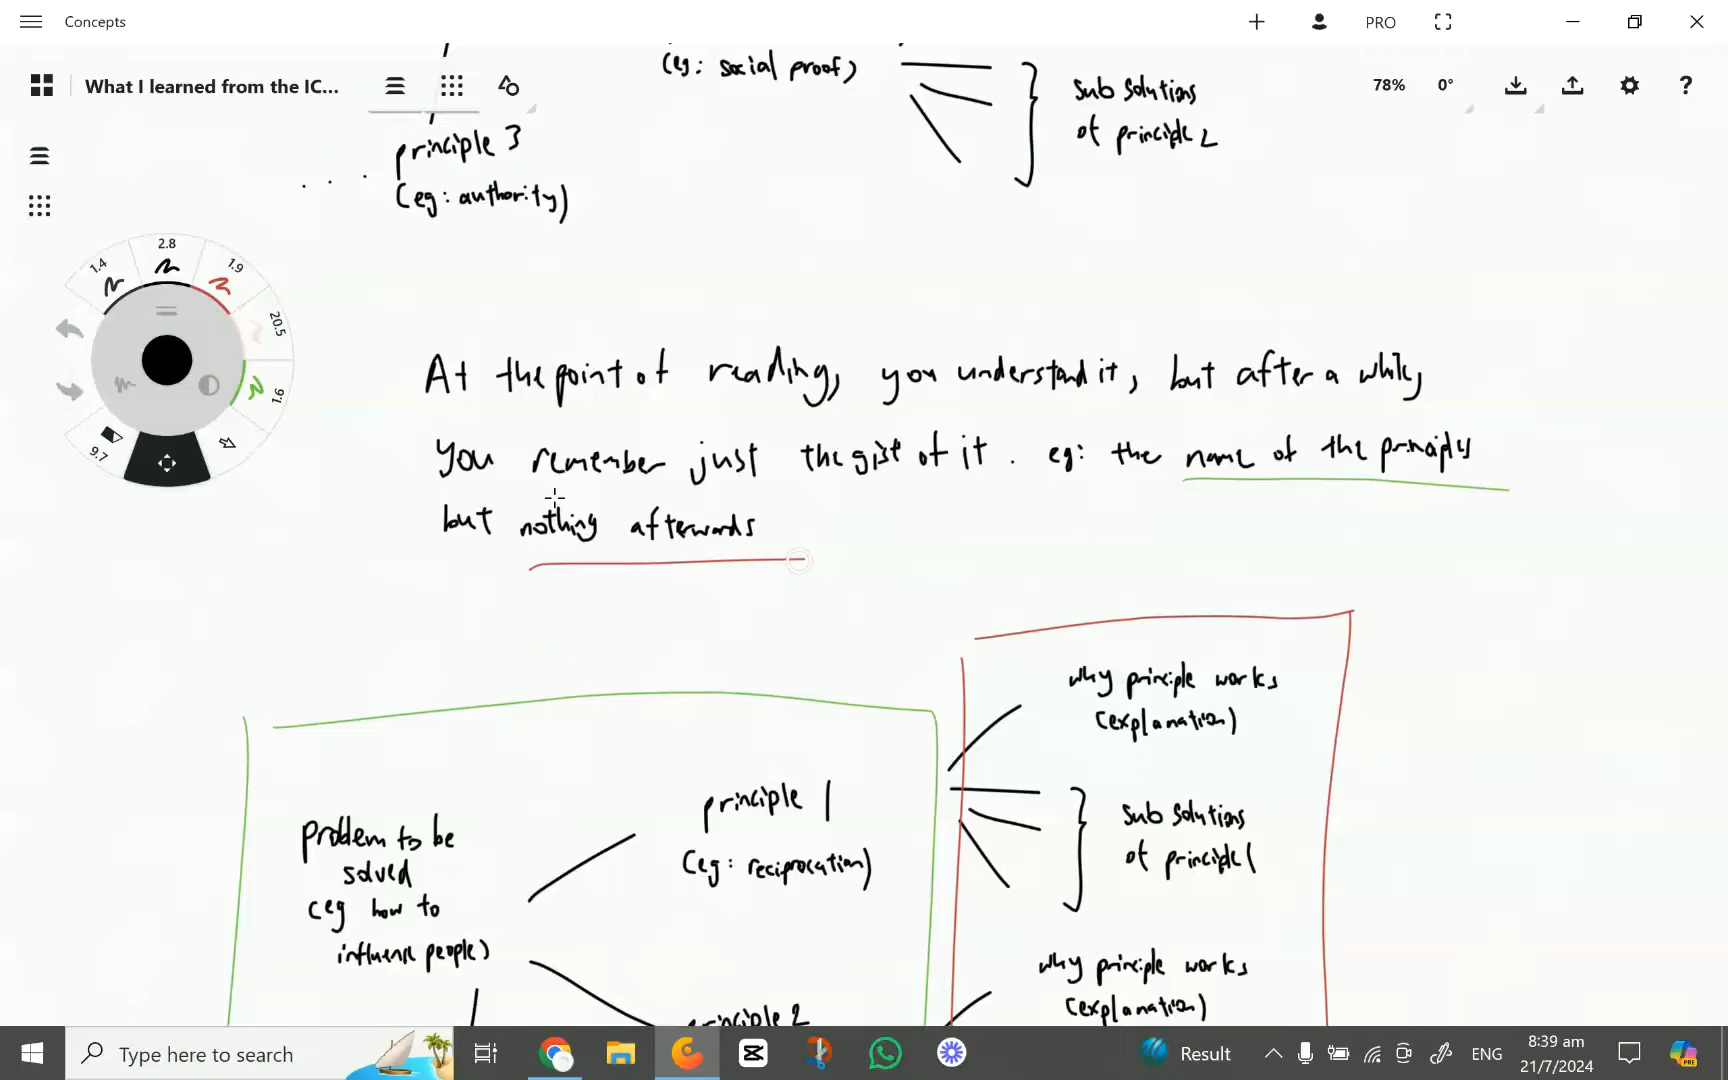 Concepts
PRO
What I learned from the IC...
78%
0°
?
(eg: social proof)
sub solutions
of principle 2
principle 3
(eg: authority)
. . .
2.8
1.4
1.9
20.5
9.1
9.7
At the point of reading, you understand it, but after a while,
you remember just the gist of it. eg: the name of the principles
but nothing afterwards
why principle works
(explanation)
principle 1
(eg: reciprocation)
sub solutions
of principle 1
problem to be
solved
(eg how to
influence people)
why principle works
(explanation)
principle 2
Type here to search
Result
ENG
8:39 am
21/7/2024
PRE